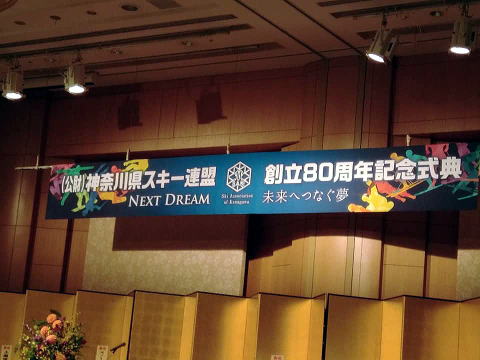 (公財)神奈川県スキー連盟 創立80周年記念式典
NEXT DREAM 未来へつなぐ夢
Ski Association
of Kanagawa